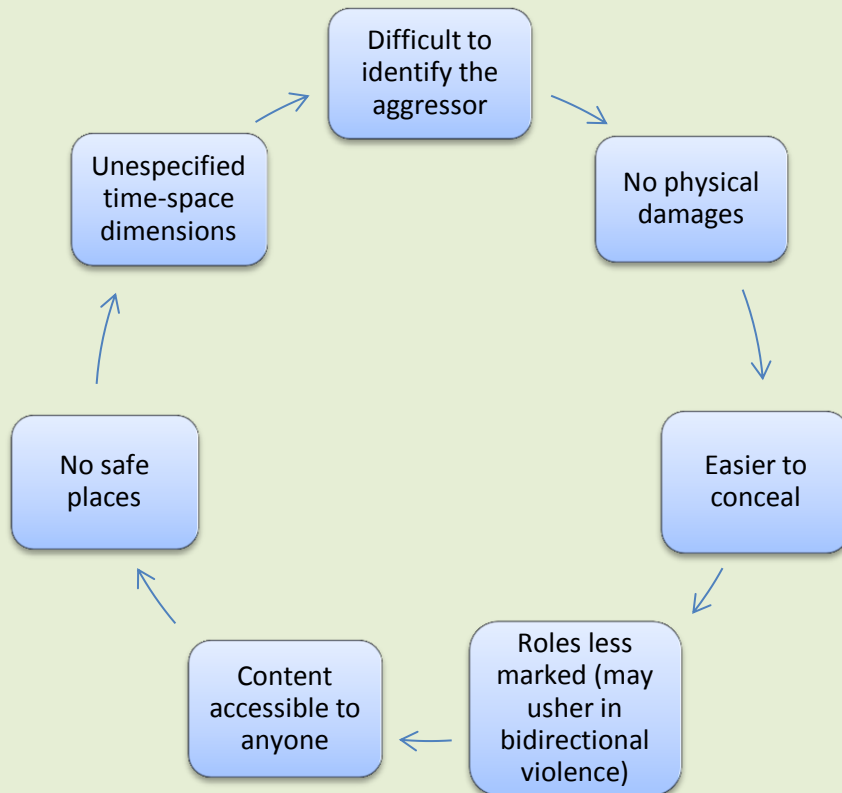 Difficult to
identify the
aggressor
No physical
damages
Easier to
conceal
Roles less
marked (may
usher in
bidirectional
violence)
Content
accessible to
anyone
No safe
places
Unespecified
time-space
dimensions